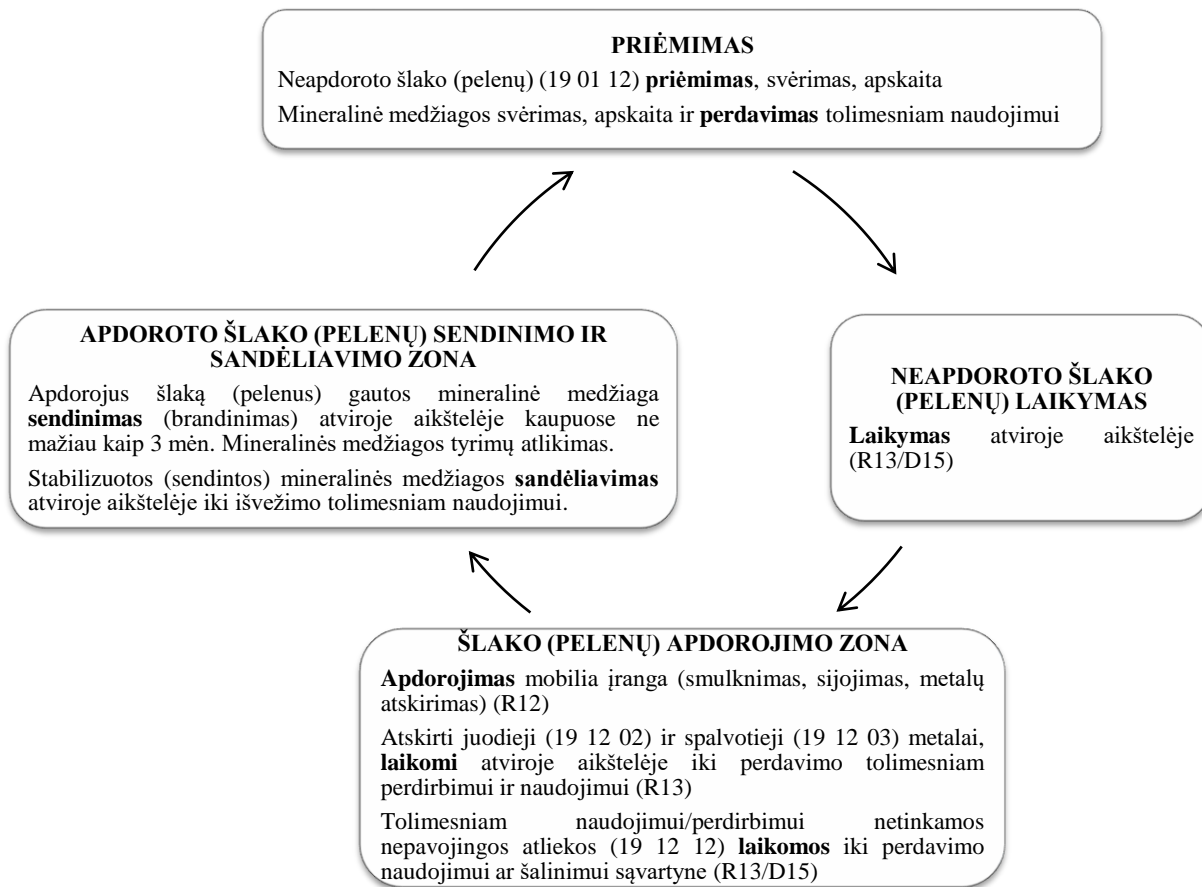 PRIĖMIMAS
Neapdoroto šlako (pelenų) (19 01 12) priėmimas, svėrimas, apskaita
Mineralinė medžiagos svėrimas, apskaita ir perdavimas tolimesniam naudojimui
NEAPDOROTO ŠLAKO
(PELENŲ) LAIKYMAS
Laikymas atviroje aikštelėje
(R13/D15)
ŠLAKO (PELENŲ) APDOROJIMO ZONA
Apdorojimas mobilia įranga (smulknimas, sijojimas, metalų
atskirimas) (R12)
Atskirti juodieji (19 12 02) ir spalvotieji (19 12 03) metalai,
laikomi atviroje aikštelėje iki perdavimo tolimesniam
perdirbimui ir naudojimui (R13)
Tolimesniam naudojimui/perdirbimui netinkamos
nepavojingos atliekos (19 12 12) laikomos iki perdavimo
naudojimui ar šalinimui sąvartyne (R13/D15)
APDOROTO ŠLAKO (PELENŲ) SENDINIMO IR
SANDĖLIAVIMO ZONA
Apdorojus šlaką (pelenus) gautos mineralinė medžiaga
sendinimas (brandinimas) atviroje aikštelėje kaupuose ne
mažiau kaip 3 mėn. Mineralinės medžiagos tyrimų atlikimas.
Stabilizuotos (sendintos) mineralinės medžiagos sandėliavimas
atviroje aikštelėje iki išvežimo tolimesniam naudojimui.